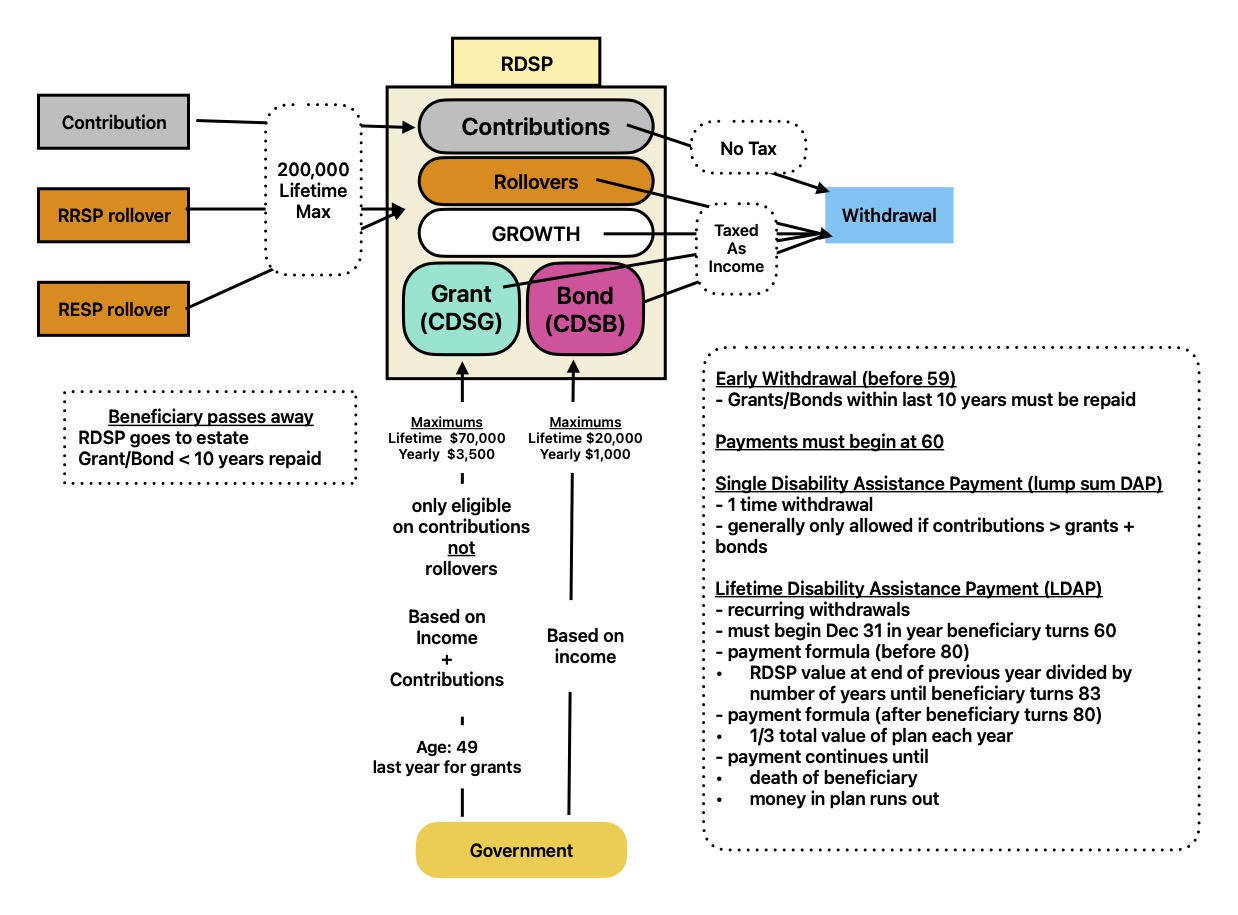 RDSP
Contribution
RRSP rollover
RESP rollover
200,000
Lifetime
Max
Contributions
Rollovers
GROWTH
Grant
(CDSG)
Bond
(CDSB)
No Tax
Taxed
As
Income
Withdrawal
Beneficiary passes away
RDSP goes to estate
Grant/Bond < 10 years repaid
Maximums
Lifetime $70,000
Yearly $3,500
only eligible
on contributions
not
rollovers
Based on
Income
+
Contributions
Age: 49
last year for grants
Maximums
Lifetime $20,000
Yearly $1,000
Based on
income
Government
Early Withdrawal (before 59)
- Grants/Bonds within last 10 years must be repaid
Payments must begin at 60
Single Disability Assistance Payment (lump sum DAP)
- 1 time withdrawal
- generally only allowed if contributions > grants +
bonds
Lifetime Disability Assistance Payment (LDAP)
- recurring withdrawals
- must begin Dec 31 in year beneficiary turns 60
- payment formula (before 80)
• RDSP value at end of previous year divided by
number of years until beneficiary turns 83
- payment formula (after beneficiary turns 80)
• 1/3 total value of plan each year
- payment continues until
• death of beneficiary
• money in plan runs out